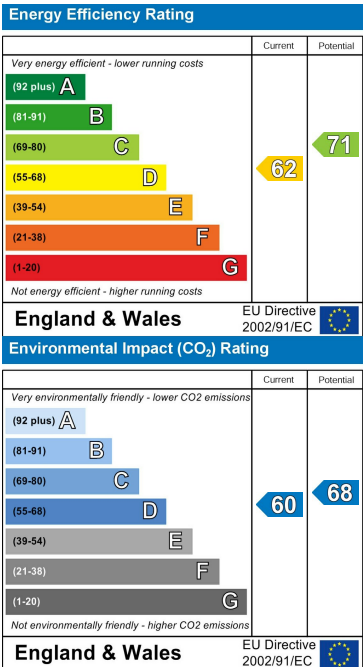 Energy Efficiency Rating
Current Potential
Very energy efficient - lower running costs
(92 plus) A
(81-91) B
(69-80) C
(55-68) D
(39-54) E
(21-38) F
(1-20) G
62
71
Not energy efficient - higher running costs
England & Wales
EU Directive
2002/91/EC
Environmental Impact (CO₂) Rating
Current Potential
Very environmentally friendly - lower CO2 emissions
(92 plus) A
(81-91) B
(69-80) C
(55-68) D
(39-54) E
(21-38) F
(1-20) G
60
68
Not environmentally friendly - higher CO2 emissions
England & Wales
EU Directive
2002/91/EC